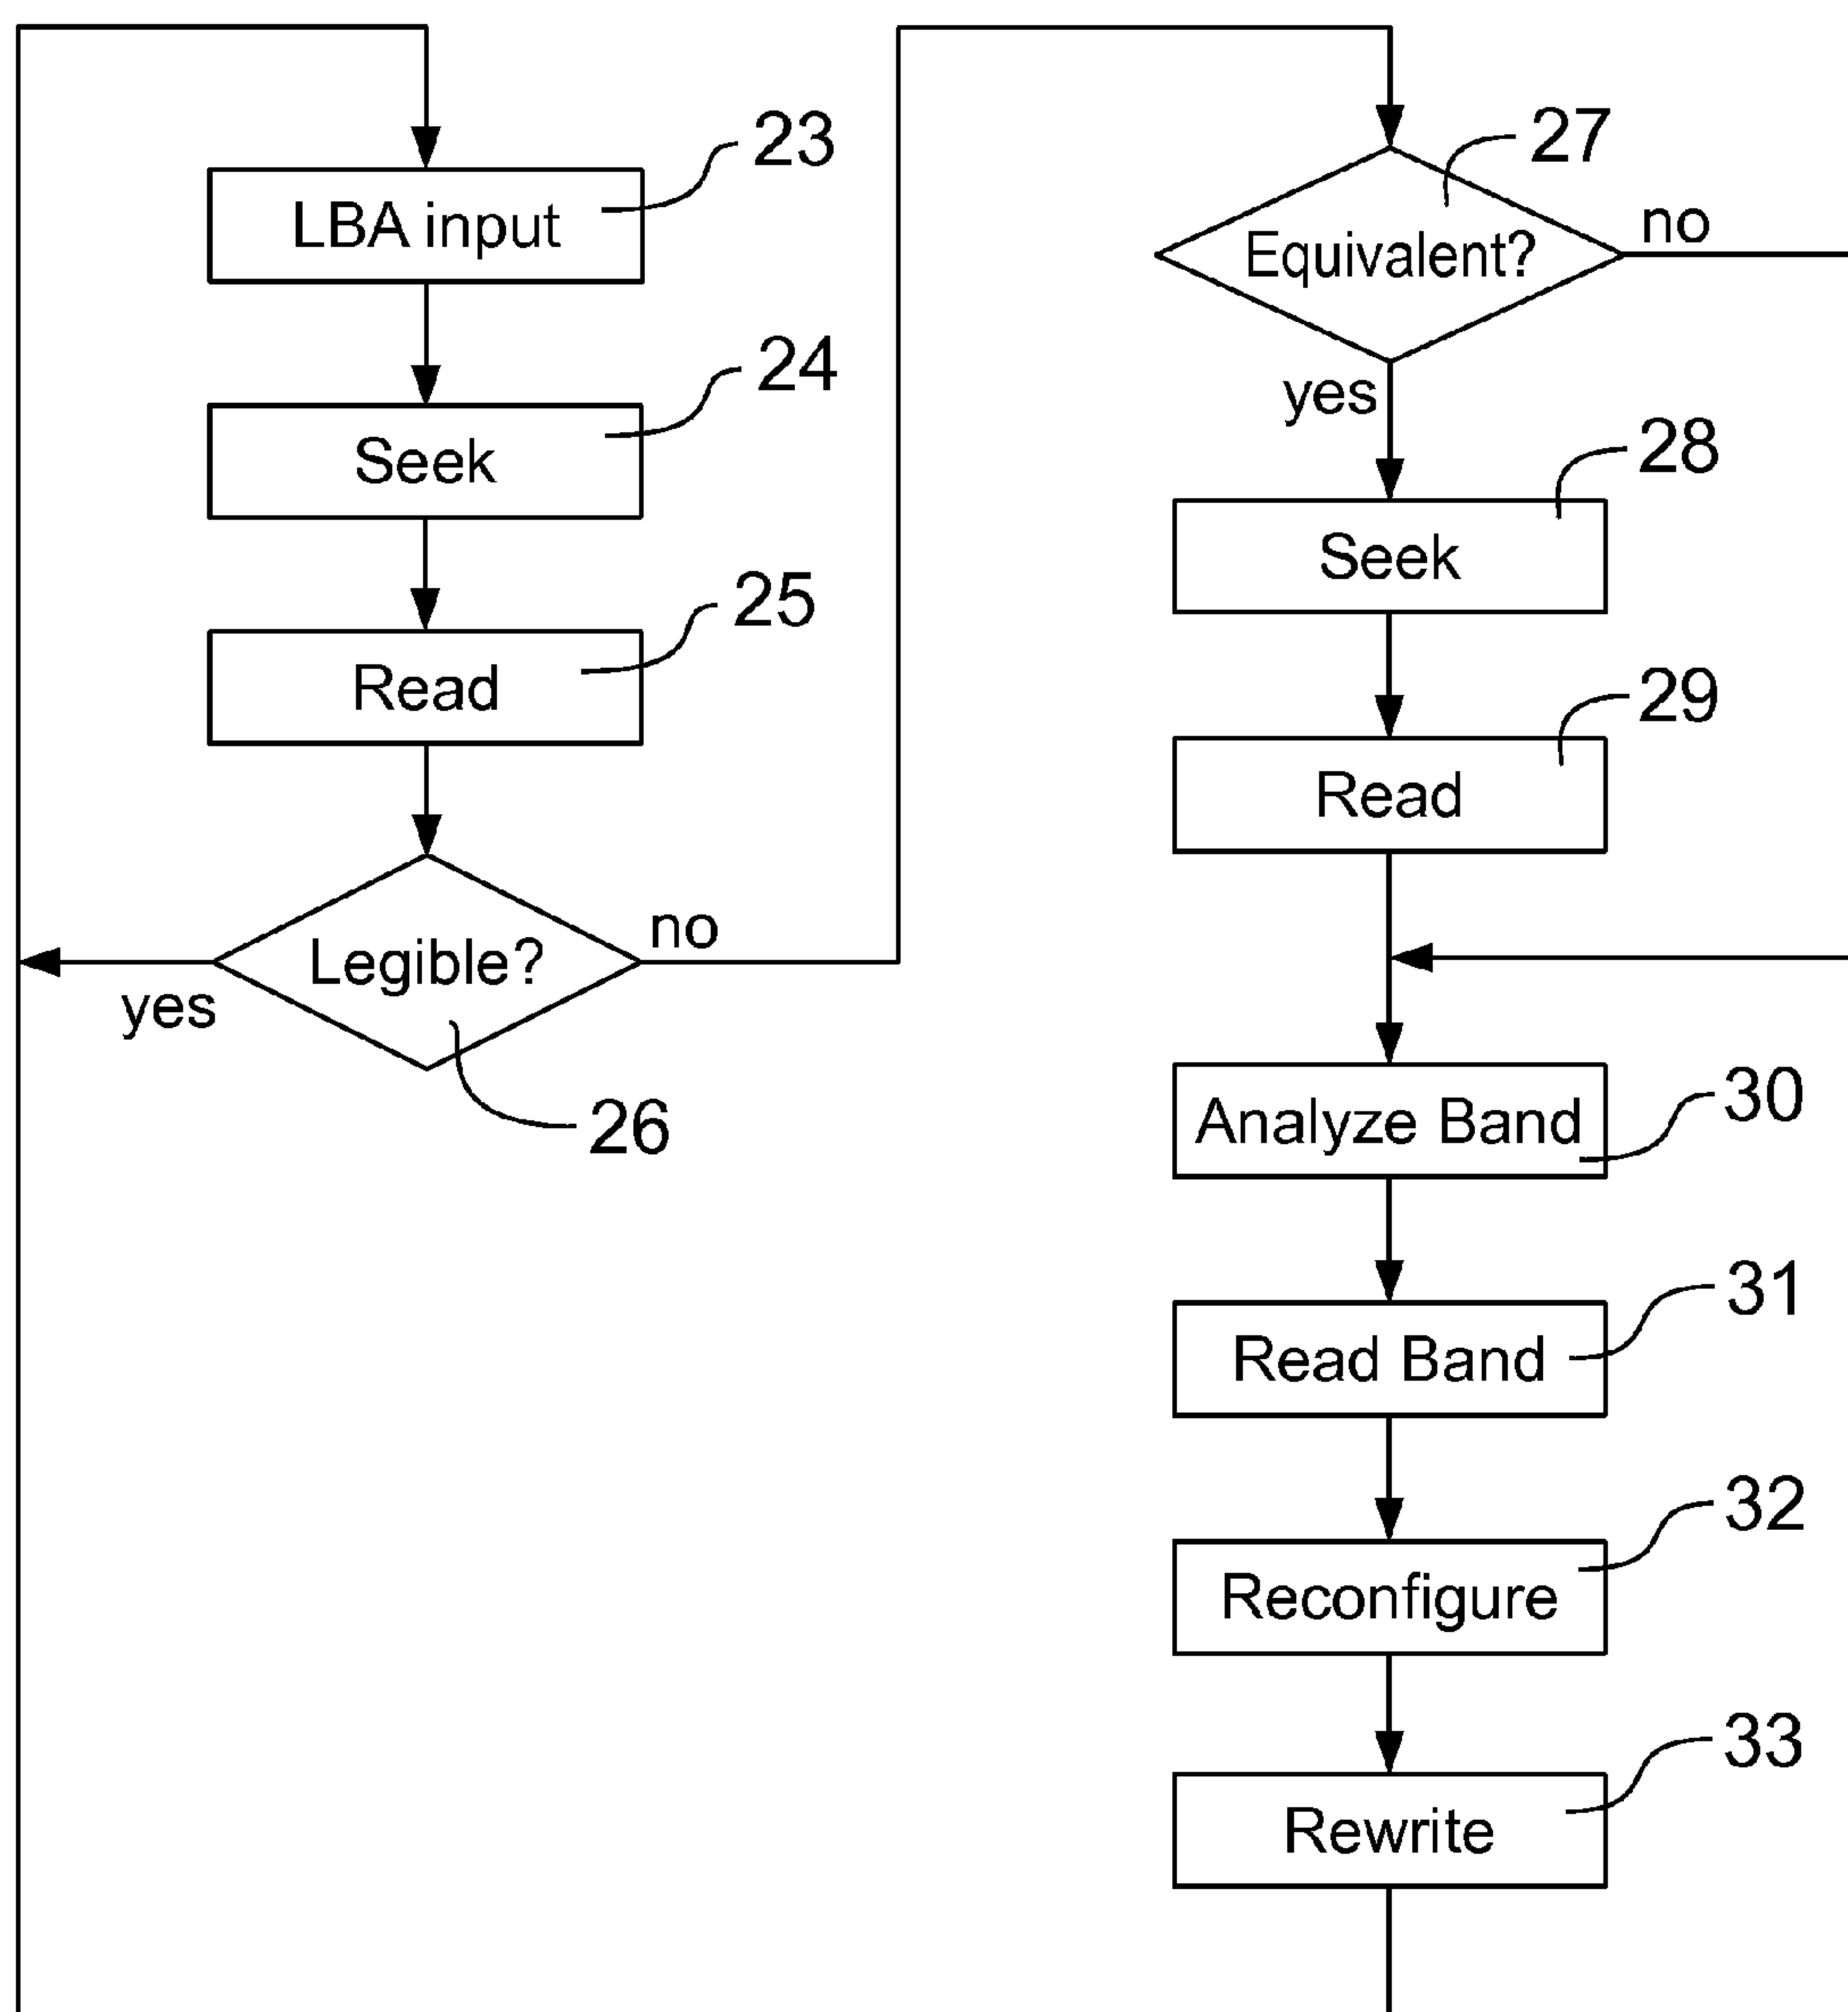 23
LBA input
24
Seek
25
Read
Legible?
no
yes
26
27
Equivalent?
no
yes
28
Seek
29
Read
30
Analyze Band
31
Read Band
32
Reconfigure
33
Rewrite